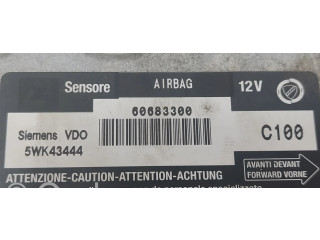 Sensore AIRBAG 12V
60683300
Siemens VDO
5WK43444
C100
AVANTI DEVANT
FORWARD VORNE
ATTENZIONE-CAUTION-ATTENTION-ACHTUNG